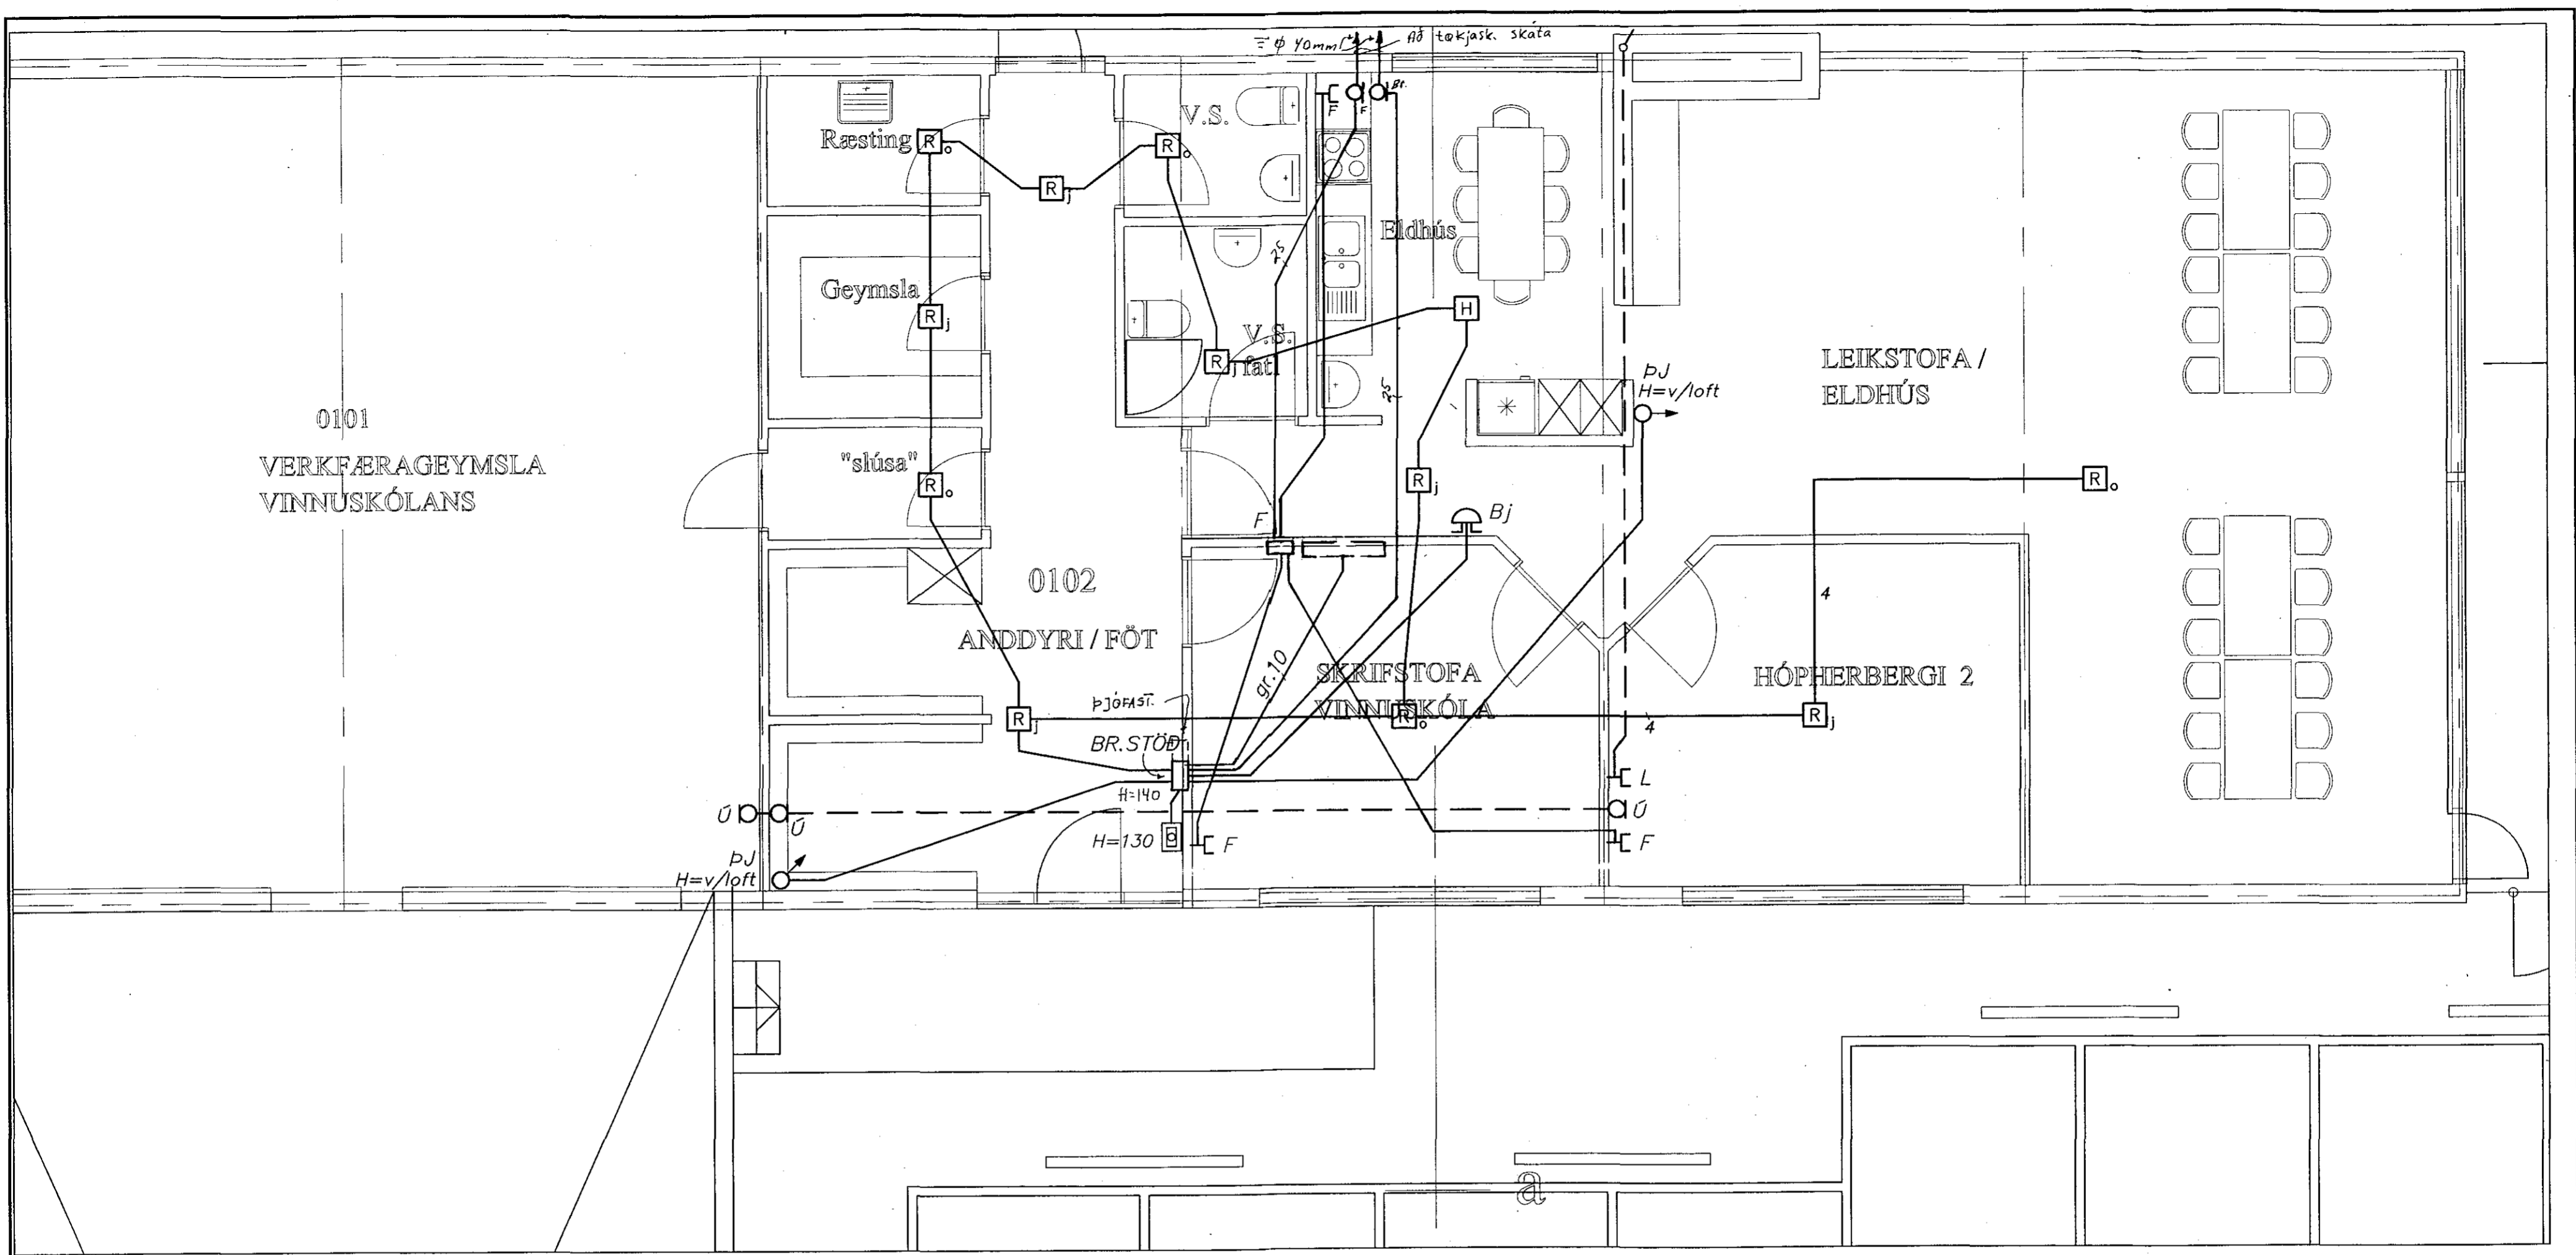 = φ 40mm
Að tækjask. skáta
Br.
F
F
V.S.
Ræsting
R o
R o
R j
Eldhús
25
Geymsla
R j
H
V.S.
fatl
R j
LEIKSTOFA /
ELDHÚS
ÞJ
H=v/loft
25
0101
VERKFÆRAGEYMSLA
VINNUSKÓLANS
"slúsa"
R o
R j
R o
F
Bj
0102
4
ANDDYRI / FÖT
gr.10
SKRIFSTOFA
VINNUSKÓLA
HÓPHERBERGI 2
ÞJÓFAST.
R j
R o
4
R j
BR.STÖÐ
H=140
L
Ú
Ú
Ú
H=130
F
F
ÞJ
H=v/loft
a